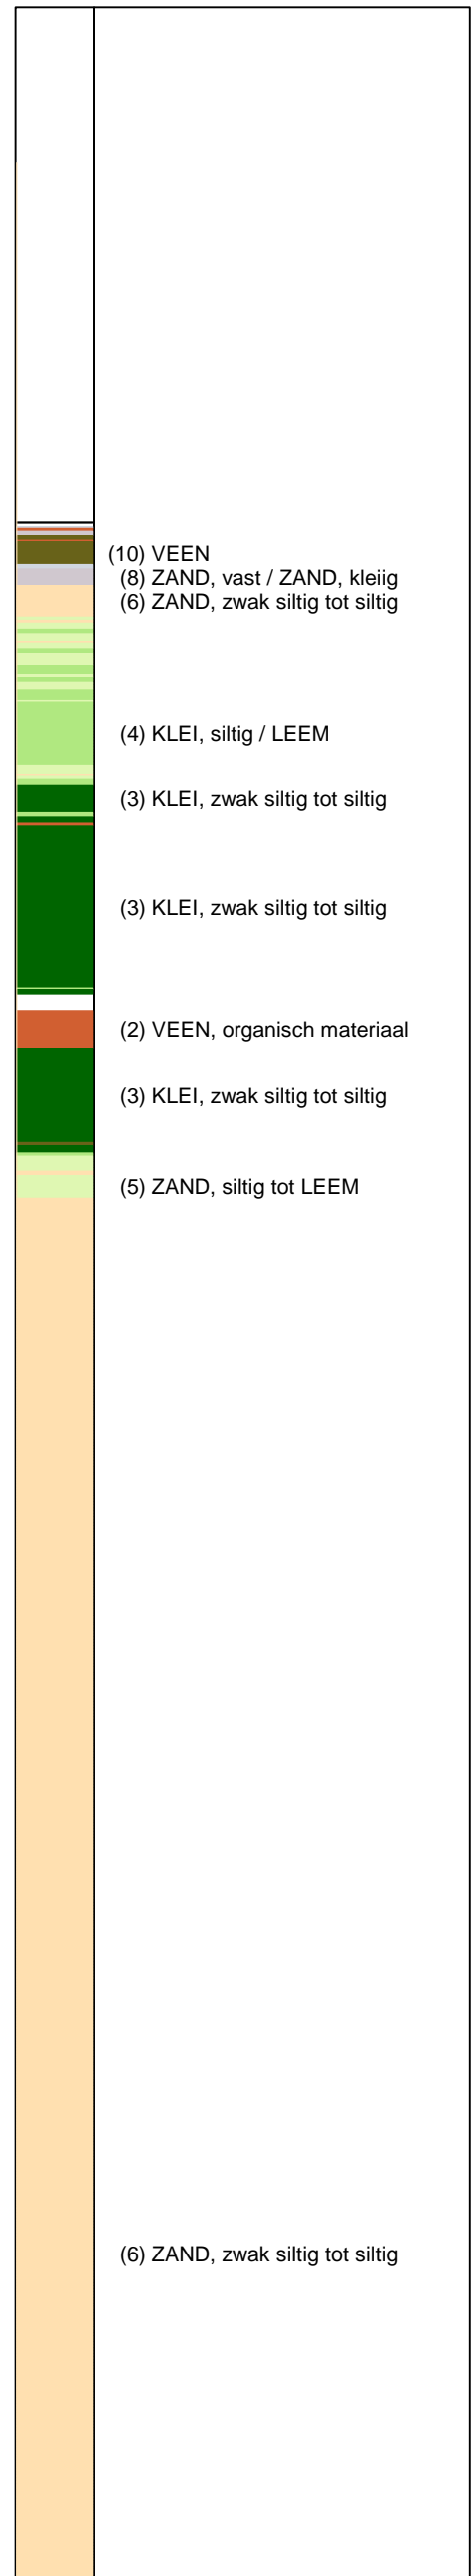 (10) VEEN
(8) ZAND, vast / ZAND, kleiig
(6) ZAND, zwak siltig tot siltig
(4) KLEI, siltig / LEEM
(3) KLEI, zwak siltig tot siltig
(3) KLEI, zwak siltig tot siltig
(2) VEEN, organisch materiaal
(3) KLEI, zwak siltig tot siltig
(5) ZAND, siltig tot LEEM
(6) ZAND, zwak siltig tot siltig